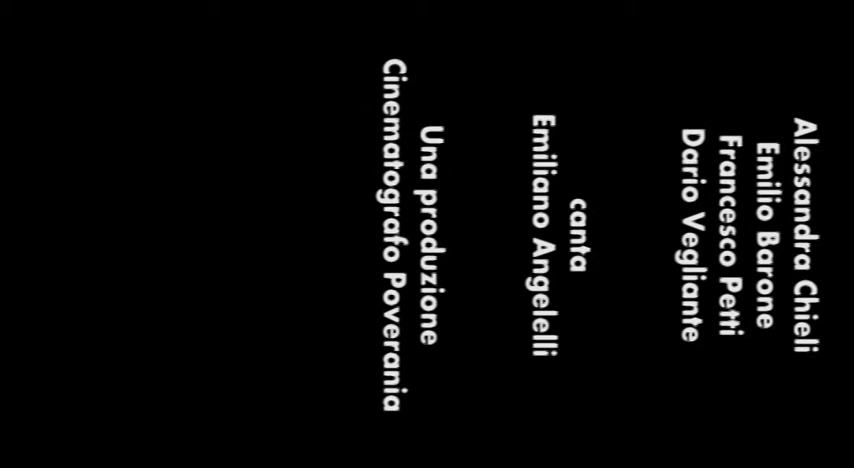 Alessandra Chieli
Emilio Barone
Francesco Petti
Dario Vegliante
canta
Emiliano Angelelli
Una produzione
Cinematografo Poverania